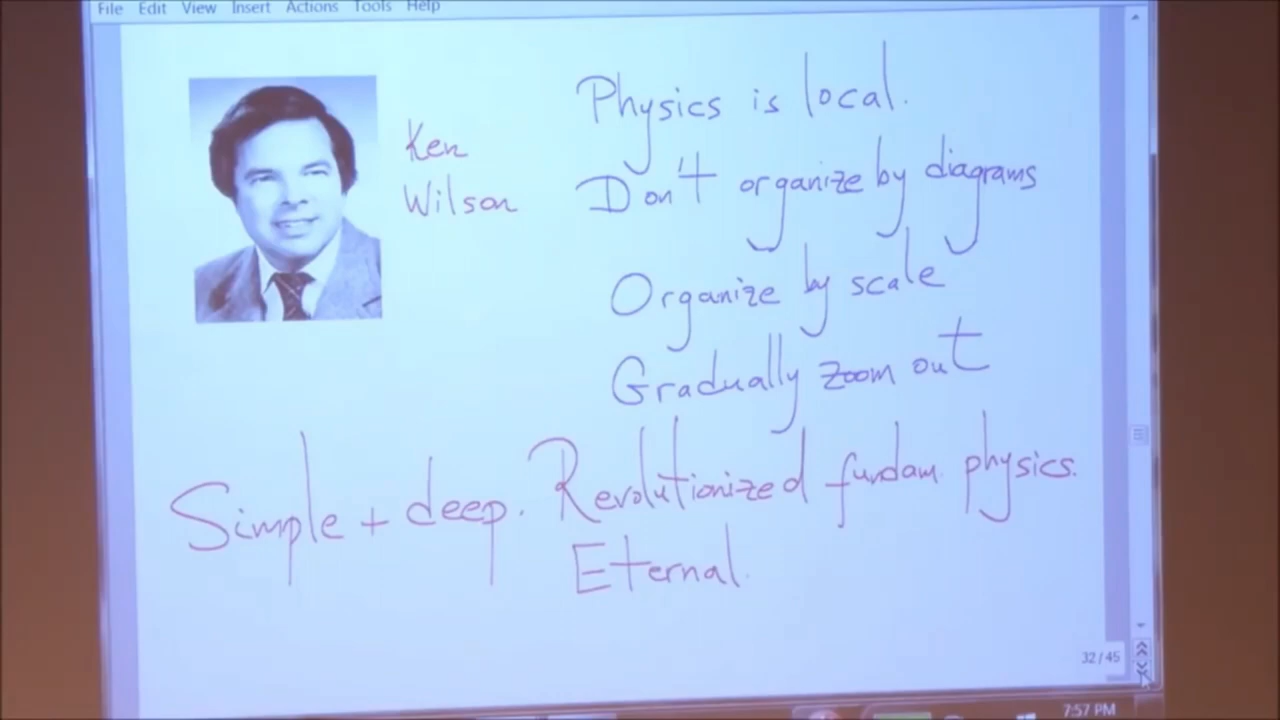 File Edit View Insert Actions Tools Help
Ken
Wilson
Physics is local.
Don't organize by diagrams
Organize by scale
Gradually zoom out
Simple + deep. Revolutionized fundam. physics.
Eternal.
32/45
7:57 PM